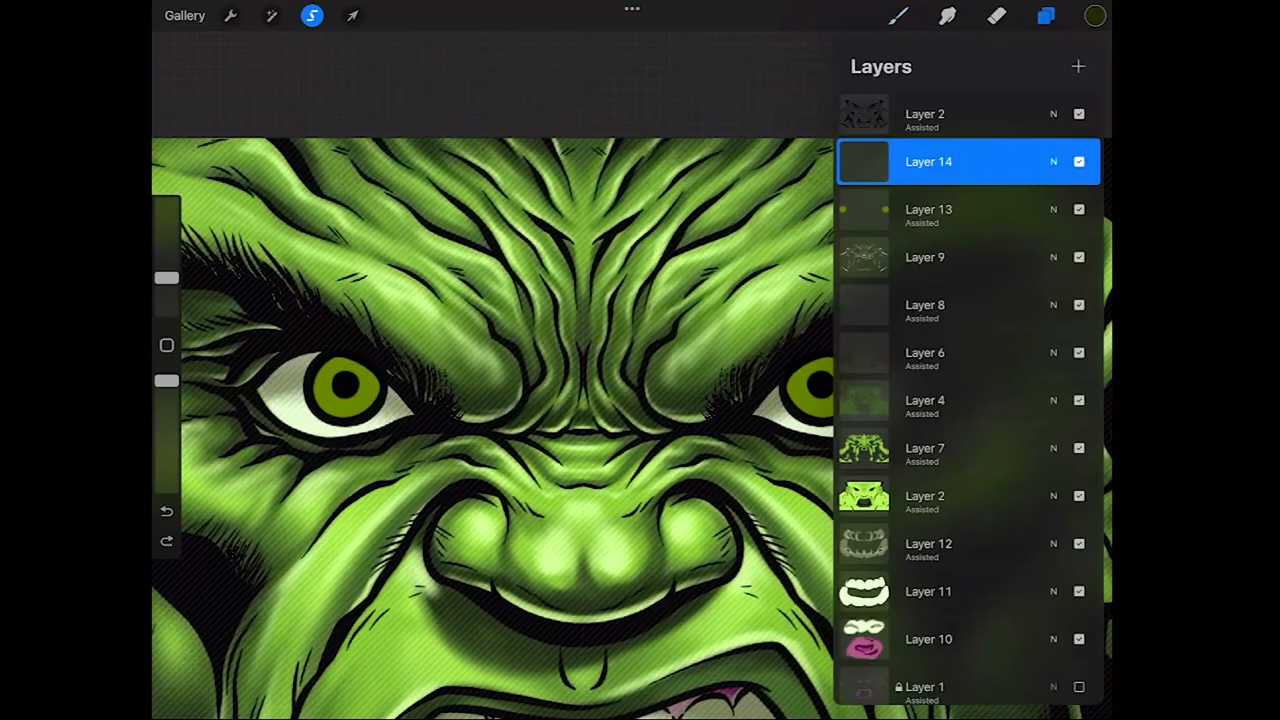 Gallery
Layers
Layer 2 N
Assisted
Layer 14 N
Layer 13 N
Assisted
Layer 9 N
Layer 8 N
Assisted
Layer 6 N
Assisted
Layer 4 N
Assisted
Layer 7 N
Assisted
Layer 2 N
Assisted
Layer 12 N
Assisted
Layer 11 N
Layer 10 N
Layer 1 N
Assisted